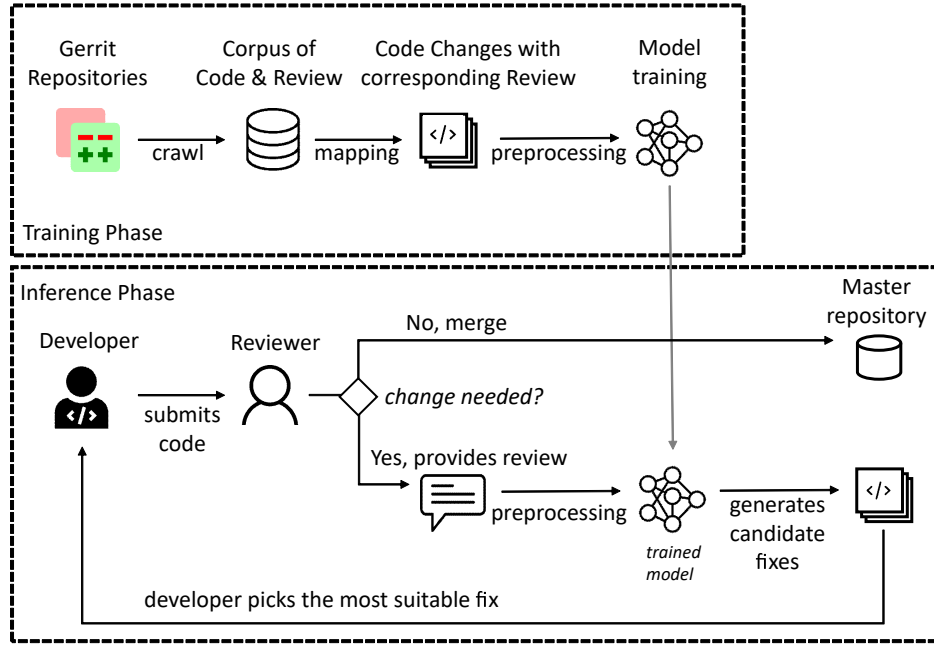 Gerrit
Repositories
Corpus of
Code & Review
Code Changes with
corresponding Review
Model
training
</>
crawl
mapping
preprocessing
Training Phase
Inference Phase
Master
repository
No, merge
Developer
Reviewer
</>
submits
code
change needed?
Yes, provides review
</>
preprocessing
generates
candidate
fixes
trained
model
developer picks the most suitable fix